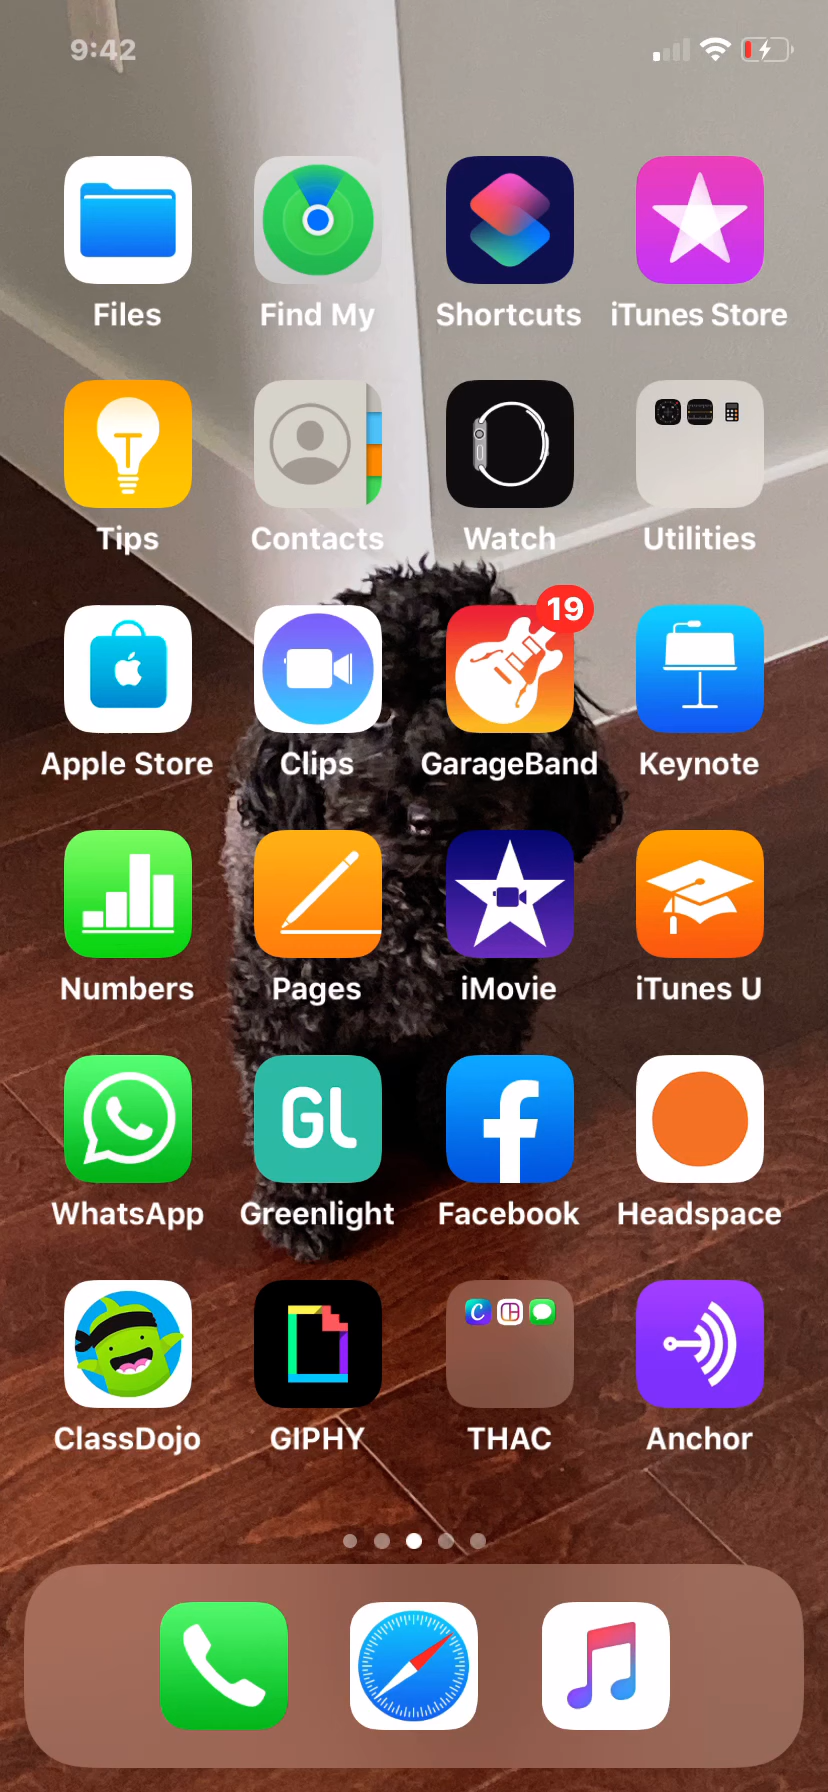 9:42
Files Find My Shortcuts iTunes Store
Tips Contacts Watch Utilities
19
Apple Store Clips GarageBand Keynote
Numbers Pages iMovie iTunes U
GL
WhatsApp Greenlight Facebook Headspace
ClassDojo GIPHY THAC Anchor